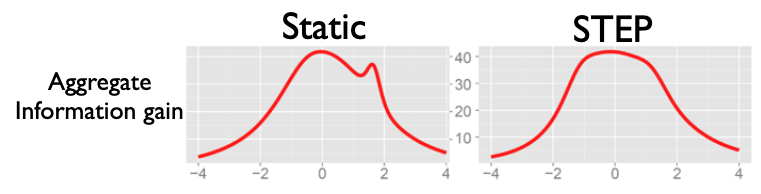 Static STEP
Aggregate
Information gain
40
30
20
10
−4 −2 0 2 4 −4 −2 0 2 4